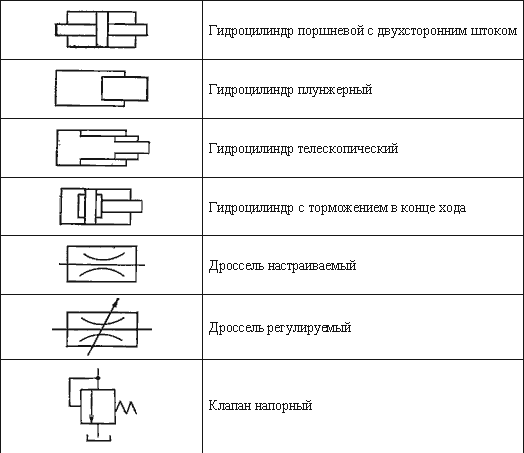 Гидроцилиндр поршневой с двухсторонним штоком
Гидроцилиндр плунжерный
Гидроцилиндр телескопический
Гидроцилиндр с торможением в конце хода
Дроссель настраиваемый
Дроссель регулируемый
Клапан напорный